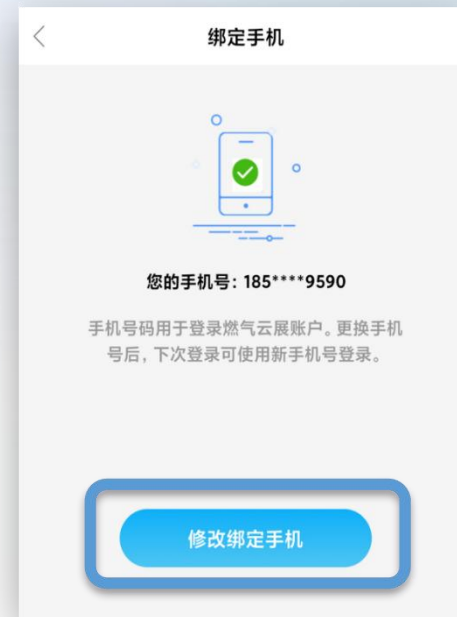 绑定手机
您的手机号：185****9590
手机号码用于登录燃气云展账户。更换手机
号后，下次登录可使用新手机号登录。
修改绑定手机